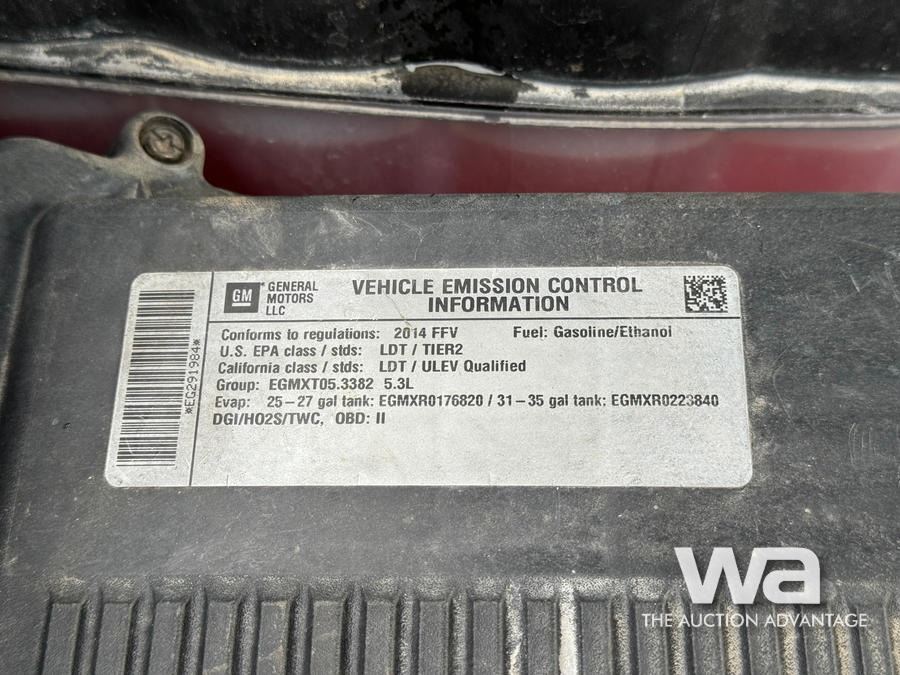 GM
GENERAL
MOTORS
LLC
VEHICLE EMISSION CONTROL
INFORMATION
*EG291984*
Conforms to regulations: 2014 FFV Fuel: Gasoline/Ethanol
U.S. EPA class / stds: LDT / TIER2
California class / stds: LDT / ULEV Qualified
Group: EGMXT05.3382 5.3L
Evap: 25-27 gal tank: EGMXR0176820 / 31-35 gal tank: EGMXR0223840
DGI/HO2S/TWC, OBD: II
wa
THE AUCTION ADVANTAGE